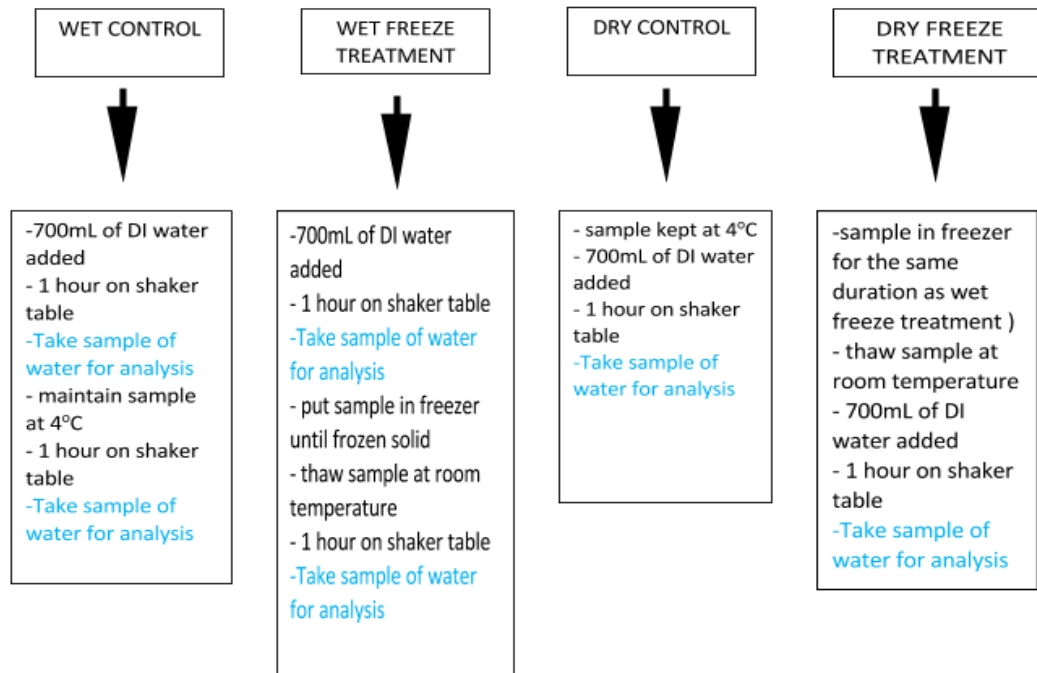 WET CONTROL
WET FREEZE
TREATMENT
DRY CONTROL
DRY FREEZE
TREATMENT
-700mL of DI water
added
- 1 hour on shaker
table
-Take sample of
water for analysis
- maintain sample
at 4°C
- 1 hour on shaker
table
-Take sample of
water for analysis
-700mL of DI water
added
- 1 hour on shaker table
-Take sample of water
for analysis
- put sample in freezer
until frozen solid
- thaw sample at room
temperature
- 1 hour on shaker table
-Take sample of water
for analysis
- sample kept at 4°C
- 700mL of DI water
added
- 1 hour on shaker
table
-Take sample of
water for analysis
-sample in freezer
for the same
duration as wet
freeze treatment )
- thaw sample at
room temperature
- 700mL of DI
water added
- 1 hour on shaker
table
-Take sample of
water for analysis